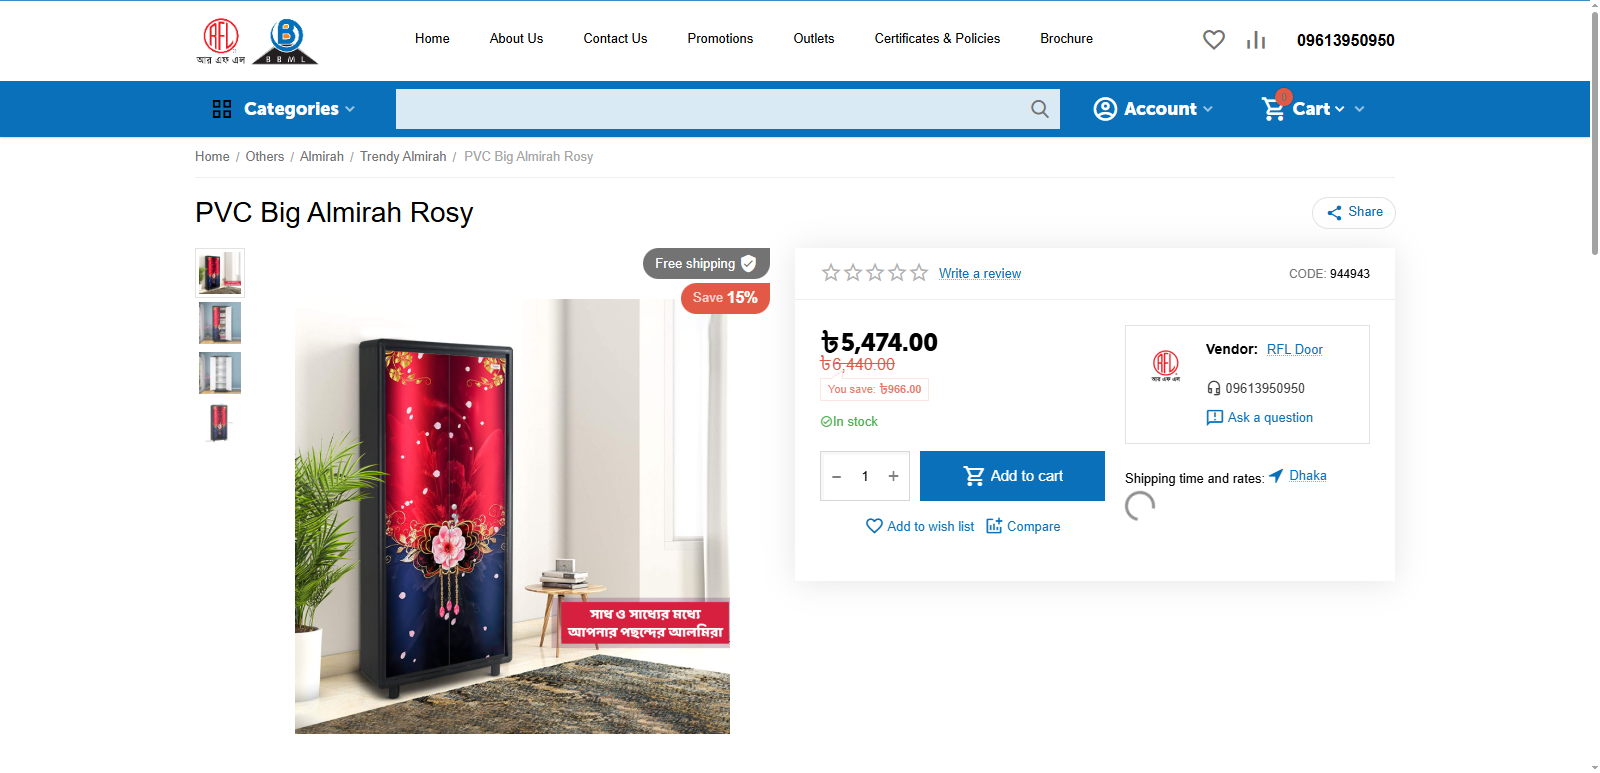 RFL
আর এফ এল
B
BBML
Home
About Us
Contact Us
Promotions
Outlets
Certificates & Policies
Brochure
09613950950
Categories
Account
0
Cart
Home / Others / Almirah / Trendy Almirah / PVC Big Almirah Rosy
PVC Big Almirah Rosy
Share
Free shipping
Save 15%
সাধ ও সাধ্যের মধ্যে
আপনার পছন্দের আলমিরা
Write a review
CODE: 944943
৳5,474.00
৳6,440.00
You save: ৳966.00
In stock
− 1 +
Add to cart
Add to wish list
Compare
RFL
আর এফ এল
Vendor: RFL Door
09613950950
Ask a question
Shipping time and rates: Dhaka